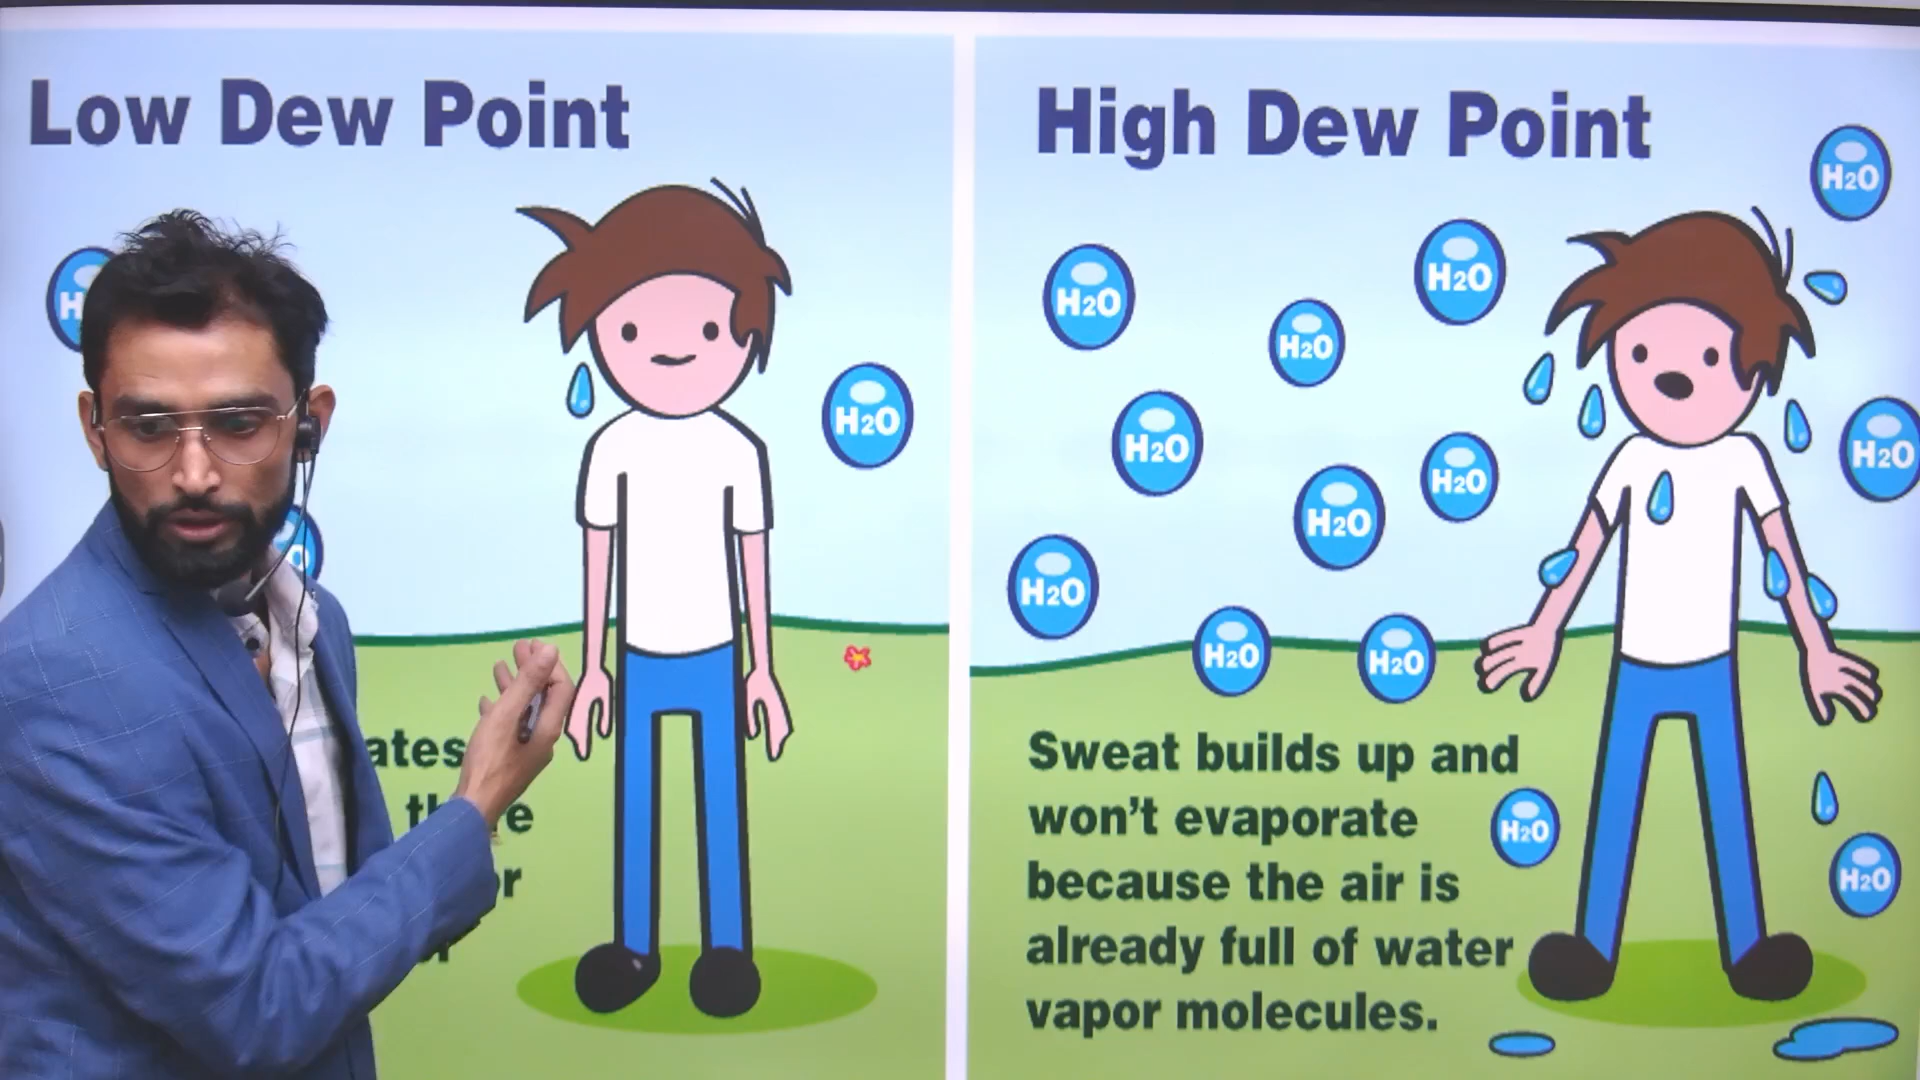 Low Dew Point
High Dew Point
H2O
H2O
H2O
H2O
H2O
H2O
H2O
H2O
H2O
H2O
H2O
H2O
H2O
H2O
Sweat builds up and
won't evaporate
because the air is
already full of water
vapor molecules.